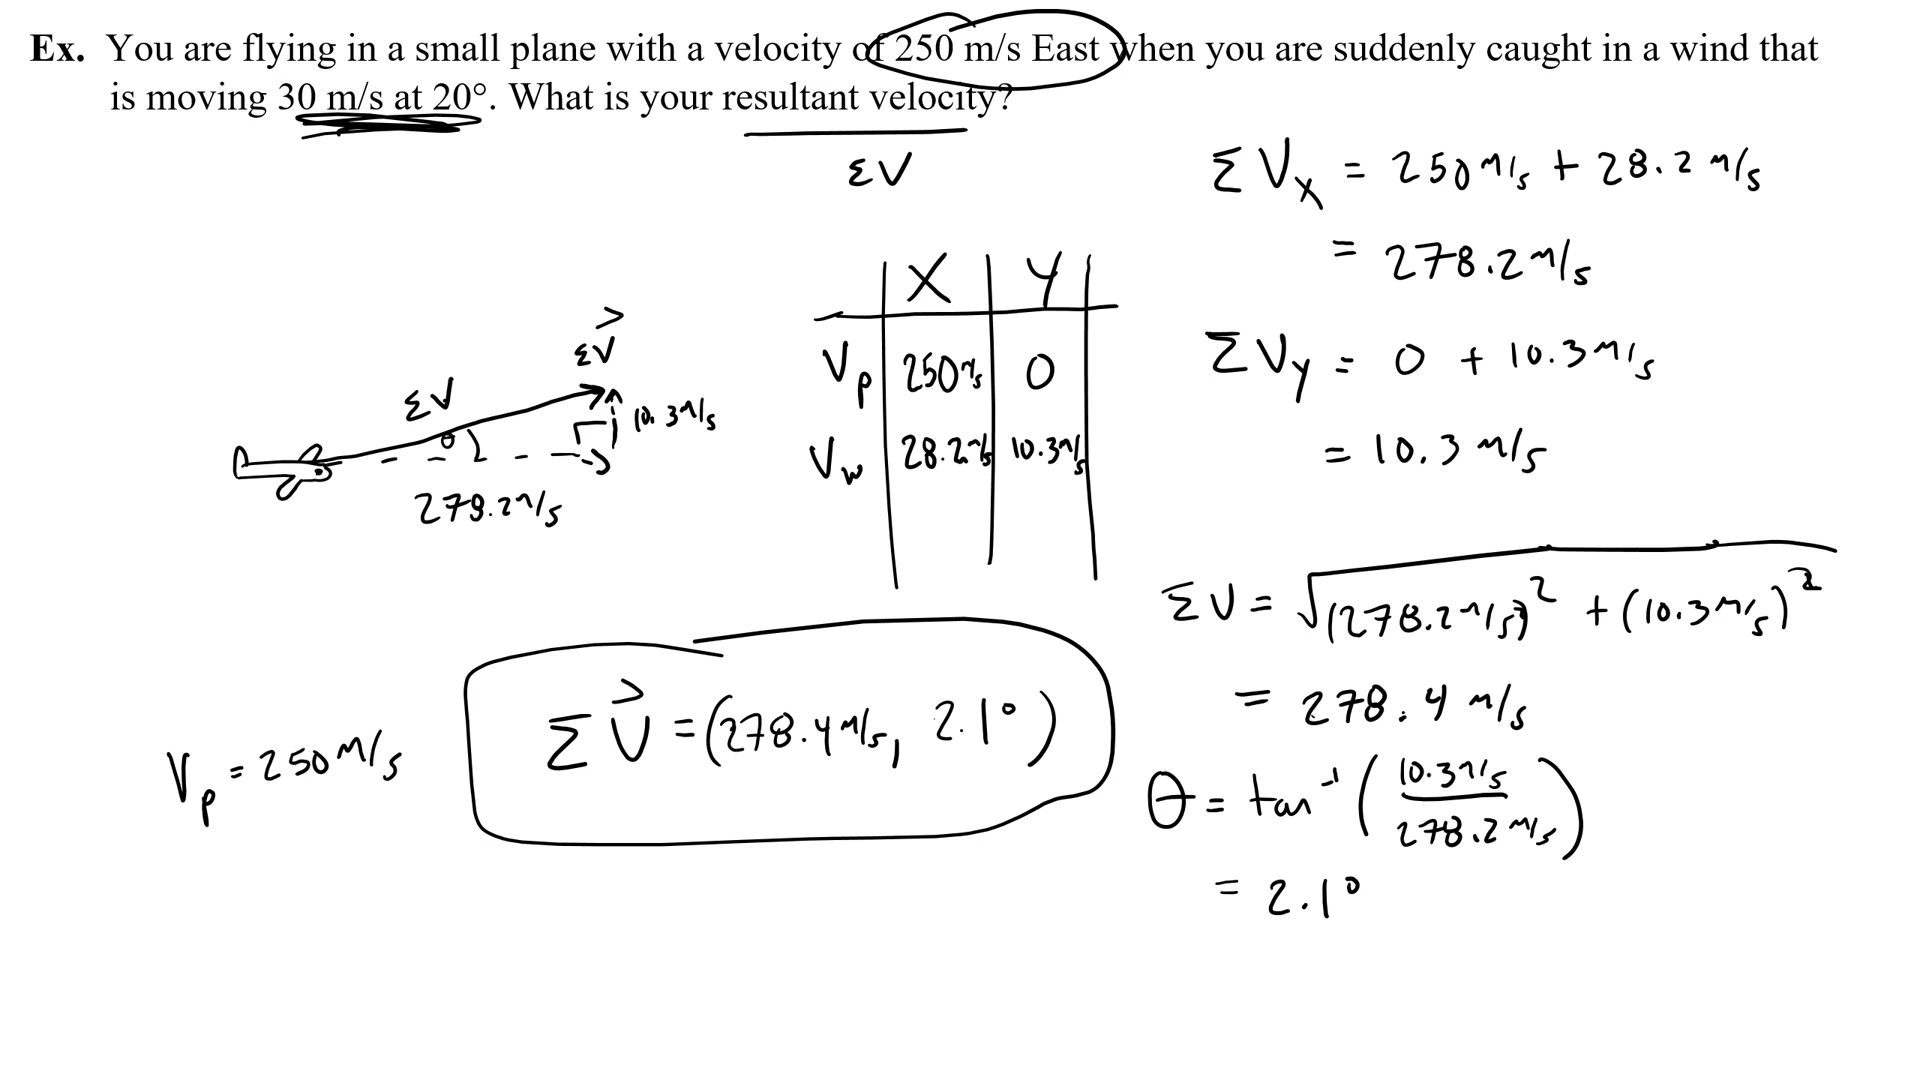 Ex. You are flying in a small plane with a velocity of 250 m/s East when you are suddenly caught in a wind that
is moving 30 m/s at 20°. What is your resultant velocity?
ΣV
ΣV
ΣV
θ
10.3 m/s
278.2 m/s
X Y
Vp 250 m/s 0
Vw 28.2 m/s 10.3 m/s
ΣVx = 250 m/s + 28.2 m/s
= 278.2 m/s
ΣVy = 0 + 10.3 m/s
= 10.3 m/s
ΣV = √(278.2 m/s)² + (10.3 m/s)²
= 278.4 m/s
θ = tan⁻¹ (10.3 m/s / 278.2 m/s)
= 2.1°
Vp = 250 m/s
ΣV⃗ = (278.4 m/s, 2.1°)